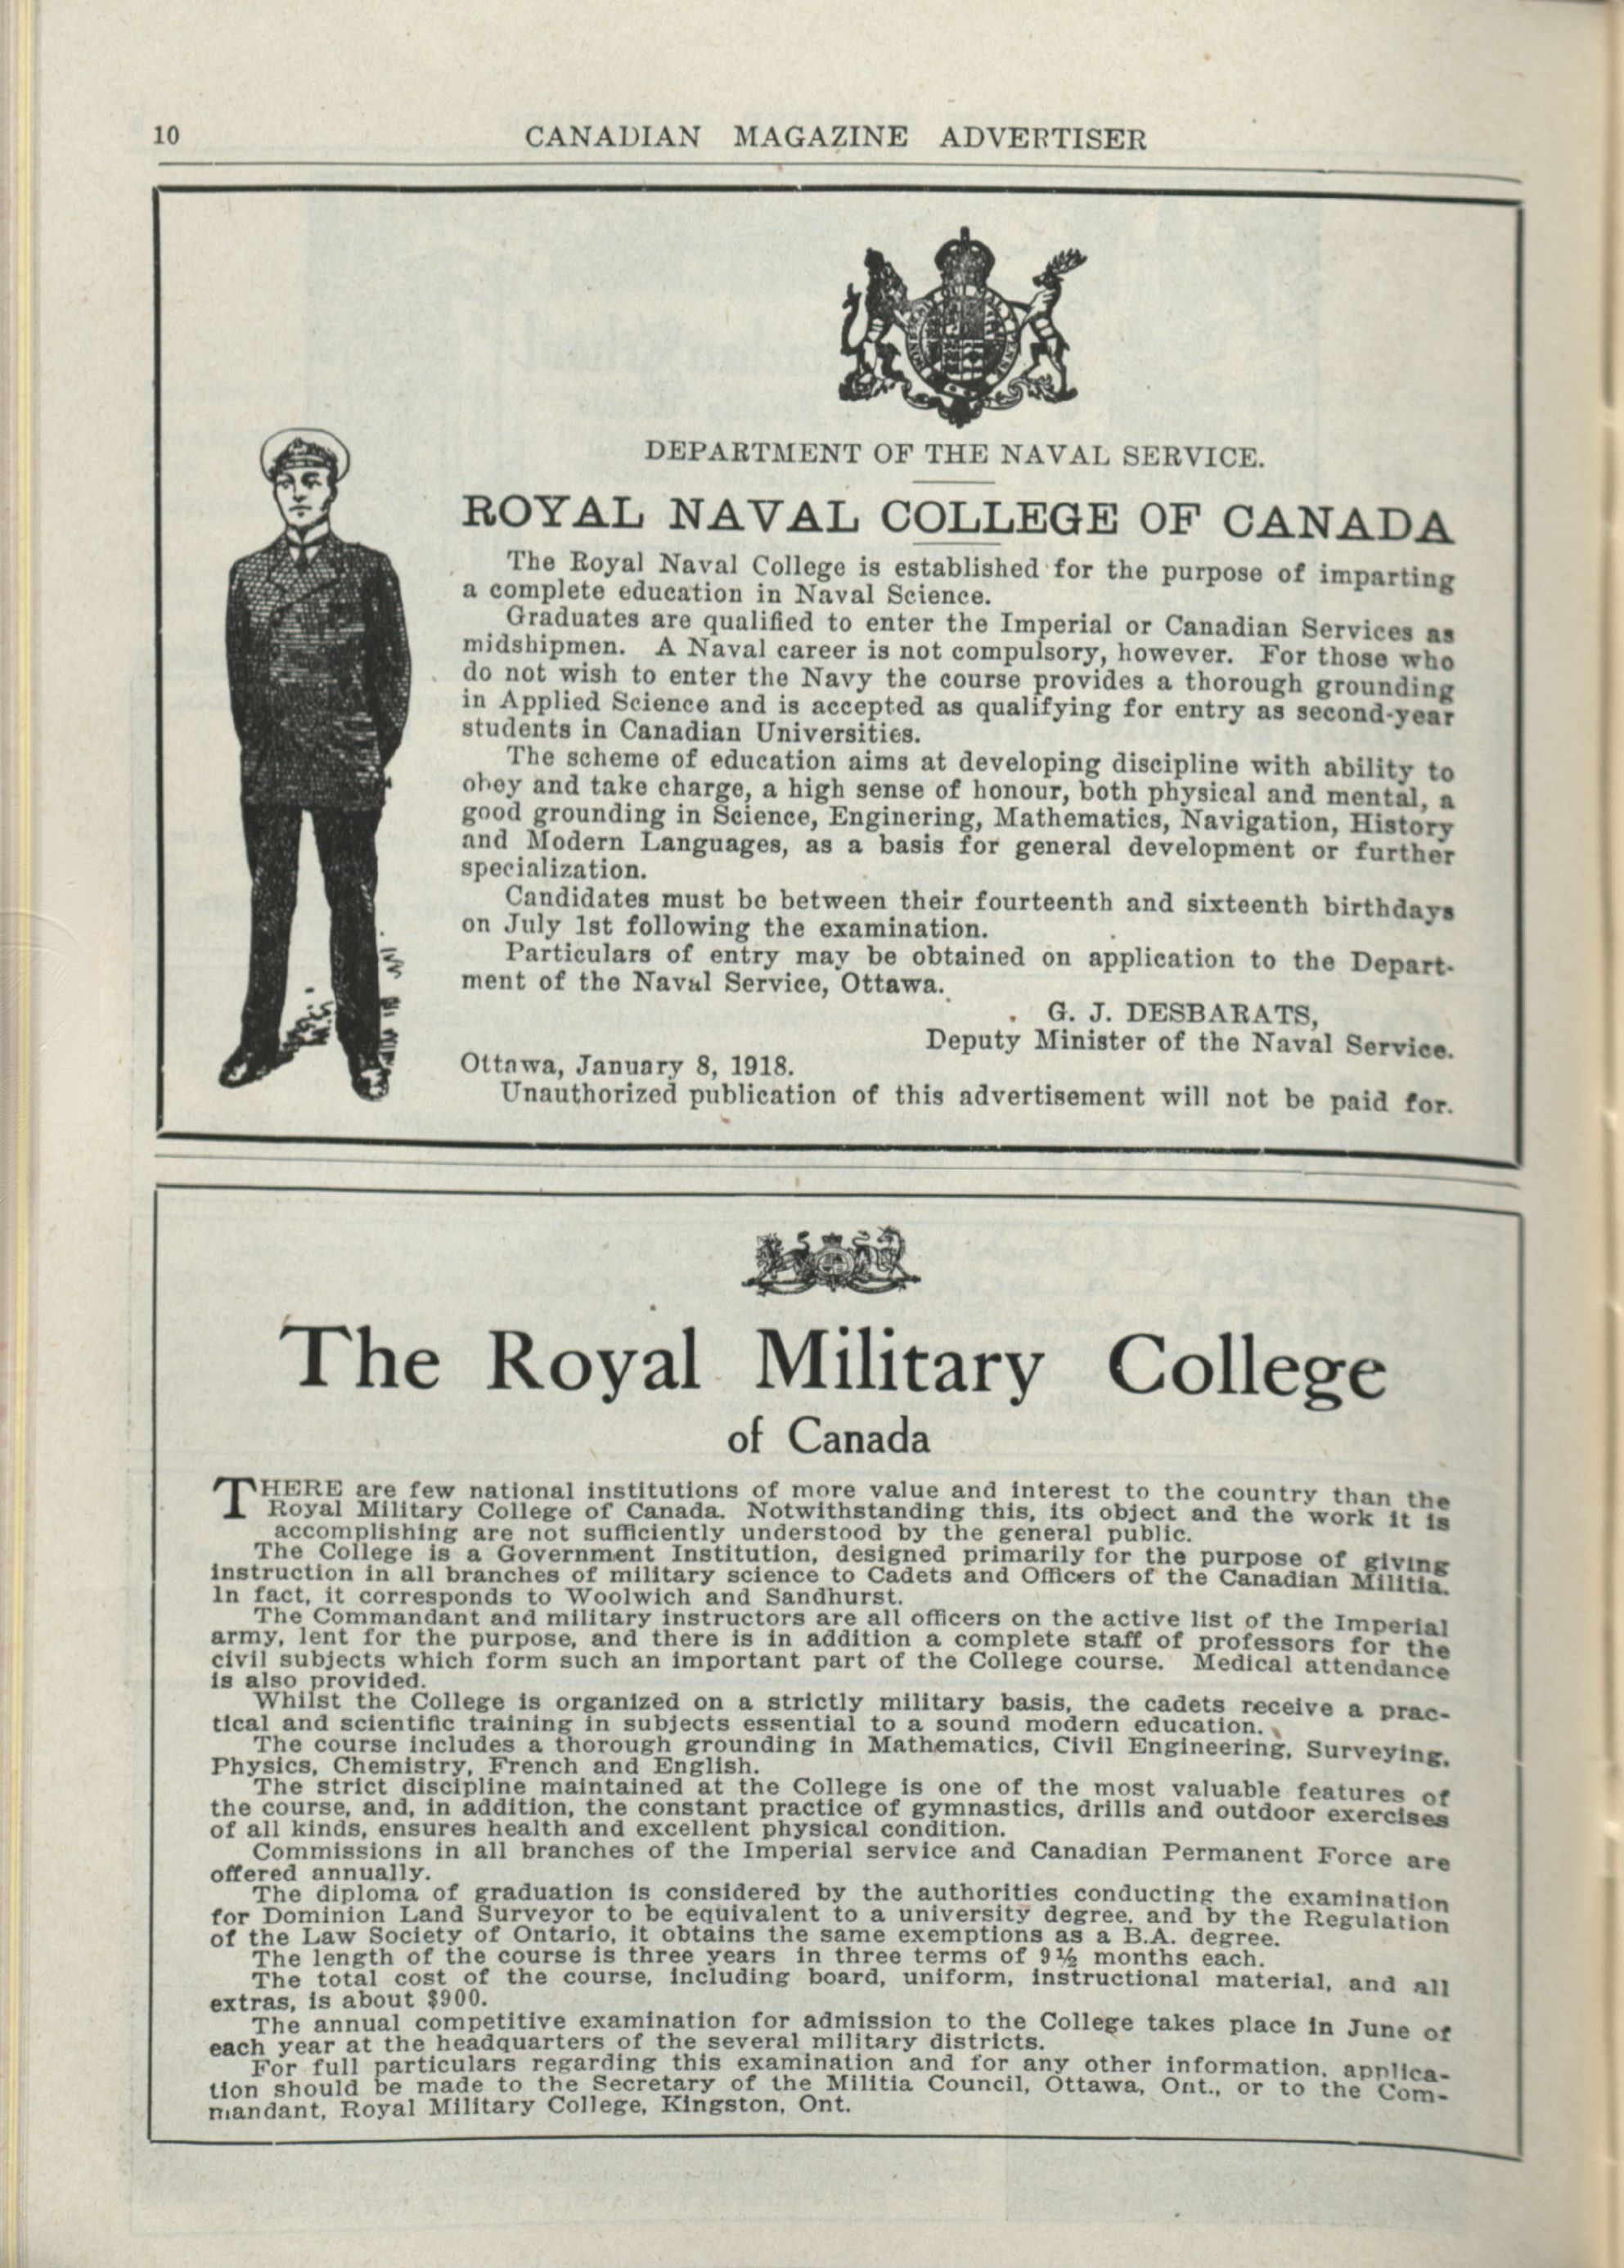 10
CANADIAN MAGAZINE ADVERTISER
DEPARTMENT OF THE NAVAL SERVICE.
ROYAL NAVAL COLLEGE OF CANADA
The Royal Naval College is established for the purpose of imparting
a complete education in Naval Science.
Graduates are qualified to enter the Imperial or Canadian Services as
midshipmen. A Naval career is not compulsory, however. For those who
do not wish to enter the Navy the course provides a thorough grounding
in Applied Science and is accepted as qualifying for entry as second-year
students in Canadian Universities.
The scheme of education aims at developing discipline with ability to
obey and take charge, a high sense of honour, both physical and mental, a
good grounding in Science, Enginering, Mathematics, Navigation, History
and Modern Languages, as a basis for general development or further
specialization.
Candidates must be between their fourteenth and sixteenth birthdays
on July 1st following the examination.
Particulars of entry may be obtained on application to the Depart-
ment of the Naval Service, Ottawa.
G. J. DESBARATS,
Deputy Minister of the Naval Service.
Ottawa, January 8, 1918.
Unauthorized publication of this advertisement will not be paid for.
The Royal Military College
of Canada
THERE are few national institutions of more value and interest to the country than the
Royal Military College of Canada. Notwithstanding this, its object and the work it is
accomplishing are not sufficiently understood by the general public.
The College is a Government Institution, designed primarily for the purpose of giving
instruction in all branches of military science to Cadets and Officers of the Canadian Militia.
In fact, it corresponds to Woolwich and Sandhurst.
The Commandant and military instructors are all officers on the active list of the Imperial
army, lent for the purpose, and there is in addition a complete staff of professors for the
civil subjects which form such an important part of the College course. Medical attendance
is also provided.
Whilst the College is organized on a strictly military basis, the cadets receive a prac-
tical and scientific training in subjects essential to a sound modern education.
The course includes a thorough grounding in Mathematics, Civil Engineering, Surveying,
Physics, Chemistry, French and English.
The strict discipline maintained at the College is one of the most valuable features of
the course, and, in addition, the constant practice of gymnastics, drills and outdoor exercises
of all kinds, ensures health and excellent physical condition.
Commissions in all branches of the Imperial service and Canadian Permanent Force are
offered annually.
The diploma of graduation is considered by the authorities conducting the examination
for Dominion Land Surveyor to be equivalent to a university degree, and by the Regulation
of the Law Society of Ontario, it obtains the same exemptions as a B.A. degree.
The length of the course is three years in three terms of 9½ months each.
The total cost of the course, including board, uniform, instructional material, and all
extras, is about $900.
The annual competitive examination for admission to the College takes place in June of
each year at the headquarters of the several military districts.
For full particulars regarding this examination and for any other information, applica-
tion should be made to the Secretary of the Militia Council, Ottawa, Ont., or to the Com-
mandant, Royal Military College, Kingston, Ont.